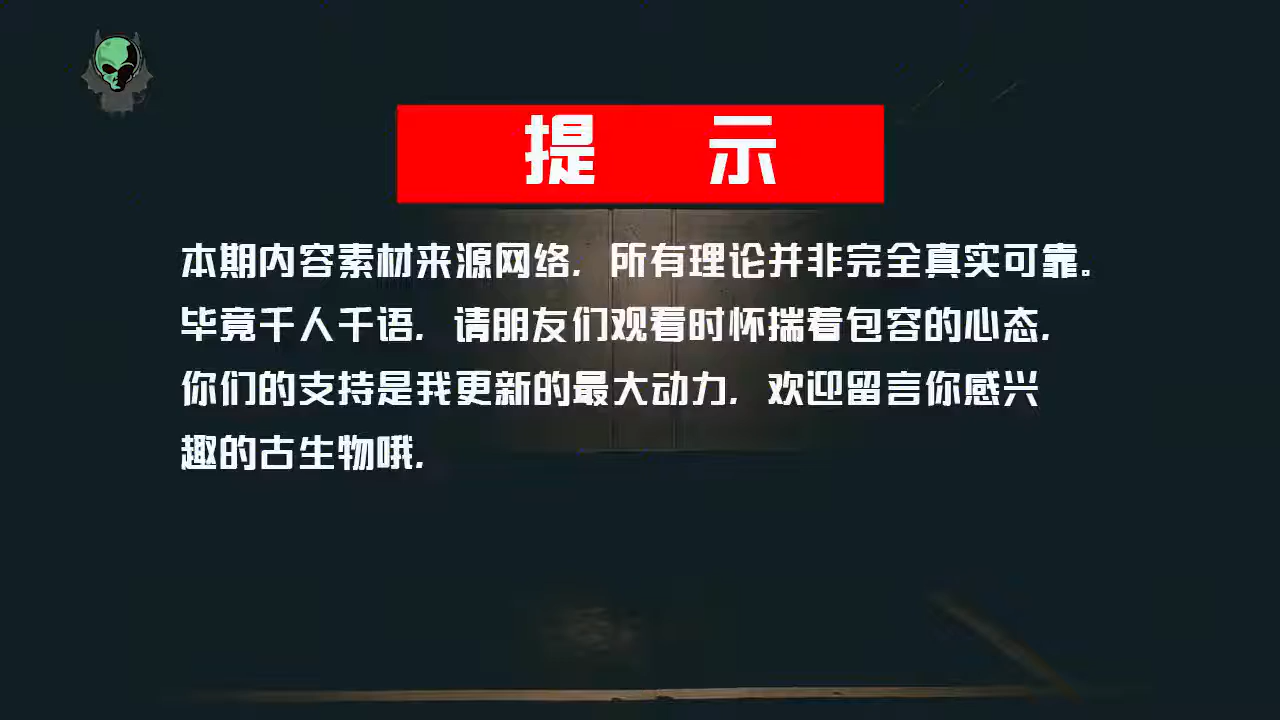 提 示
本期内容素材来源网络，所有理论并非完全真实可靠。
毕竟千人千语，请朋友们观看时怀揣着包容的心态，
你们的支持是我更新的最大动力，欢迎留言你感兴
趣的古生物哦，